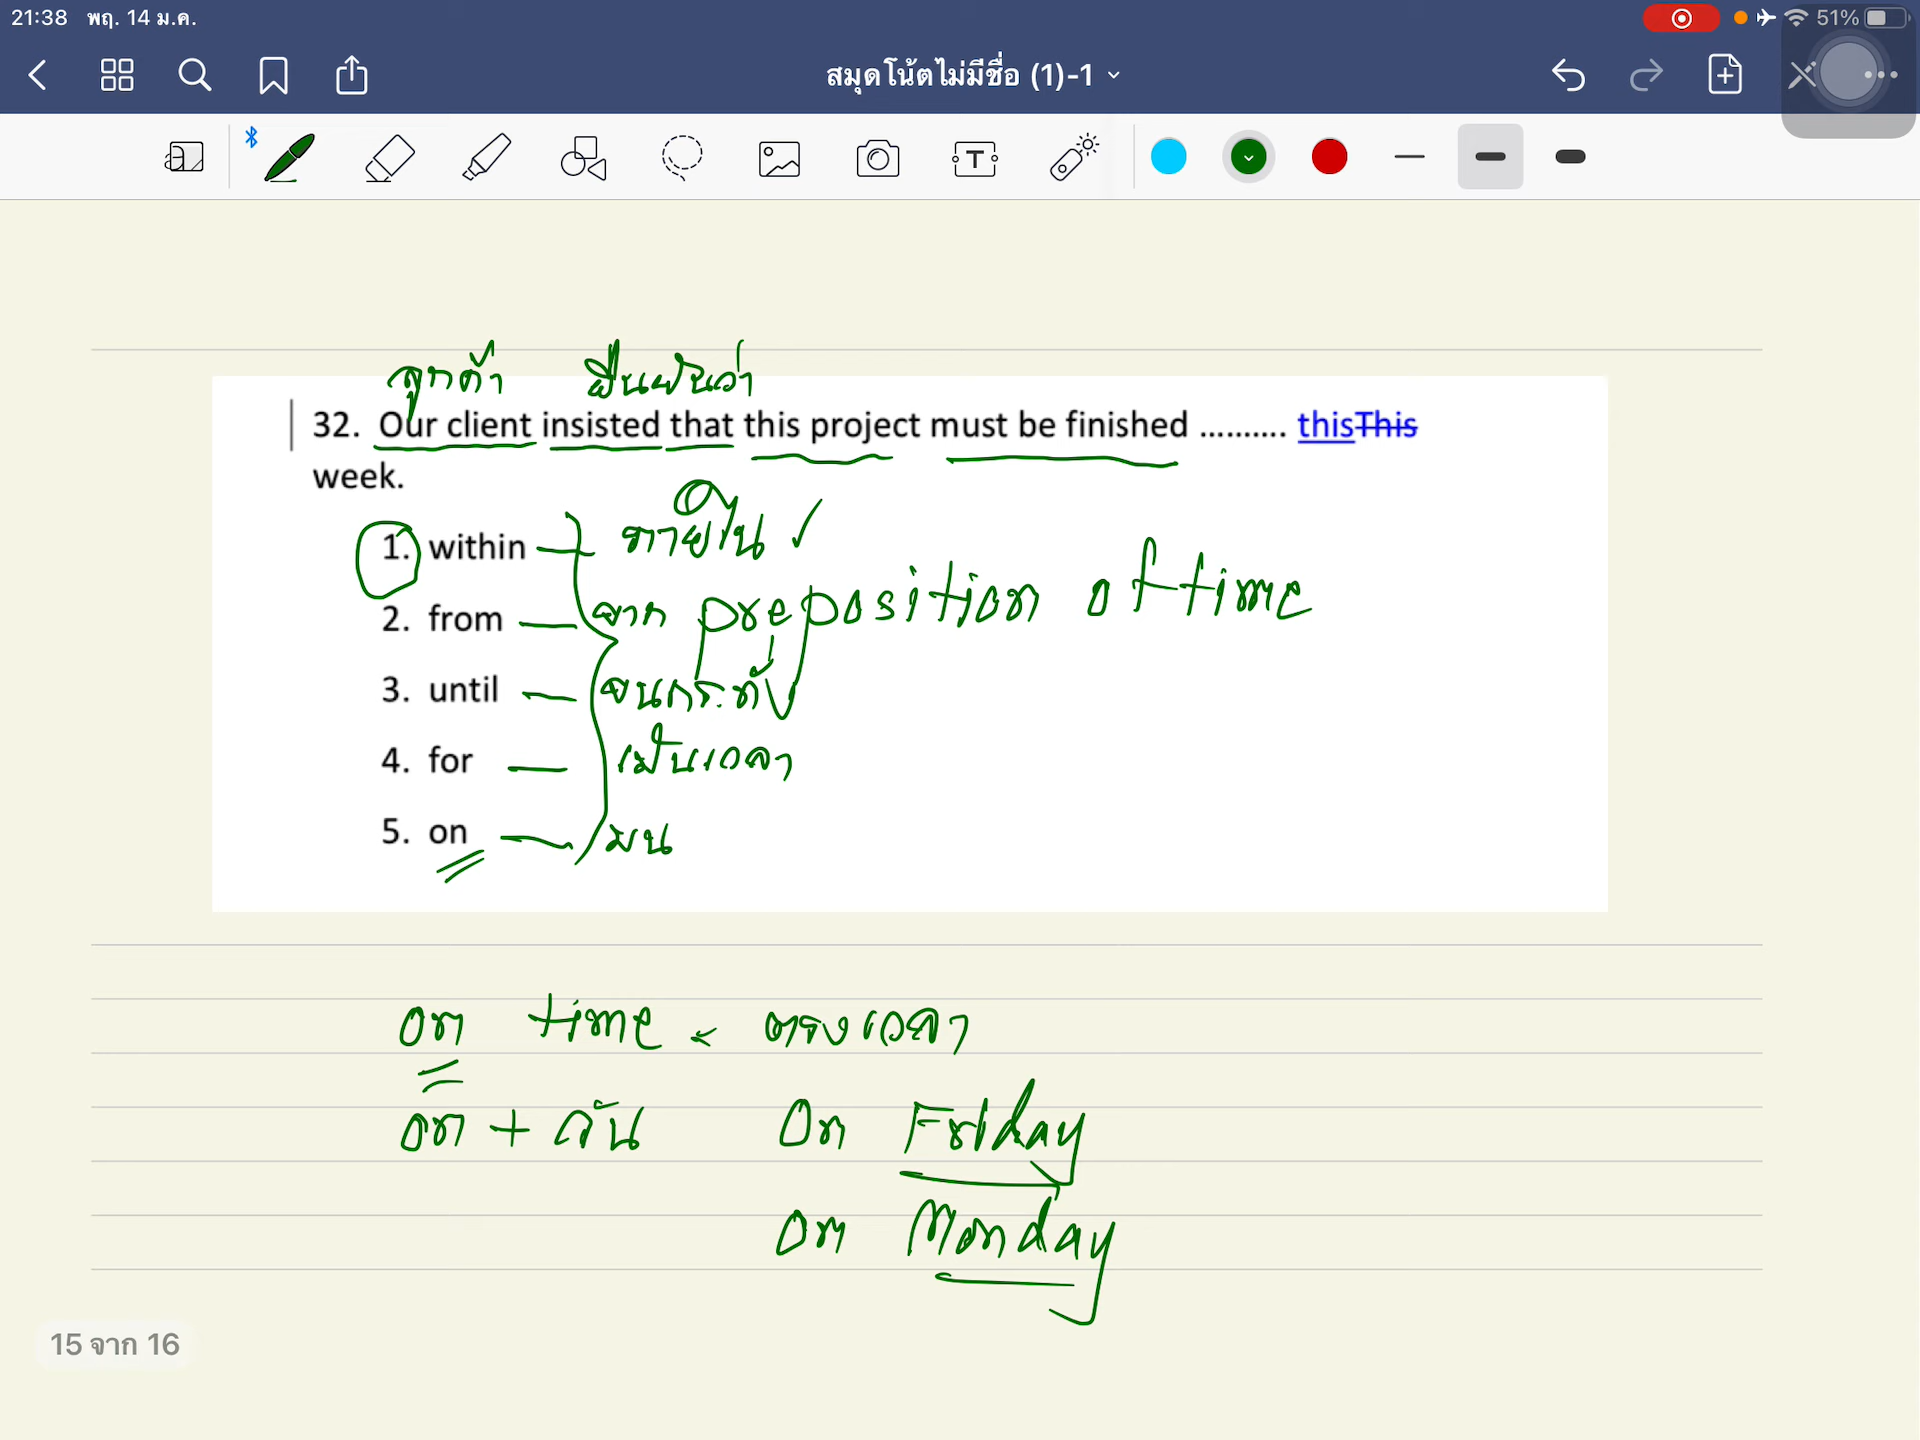 21:38 พฤ. 14 ม.ค.
51%
สมุดโน้ตไม่มีชื่อ (1)-1
ลูกค้า ยืนยันว่า
32. Our client insisted that this project must be finished .......... thisThis
week.
1. within ภายใน ✓
2. from จาก preposition of time
3. until จนกระทั่ง
4. for เป็นเวลา
5. on บน
on time = ตรงเวลา
on + วัน On Friday
on Monday
15 จาก 16